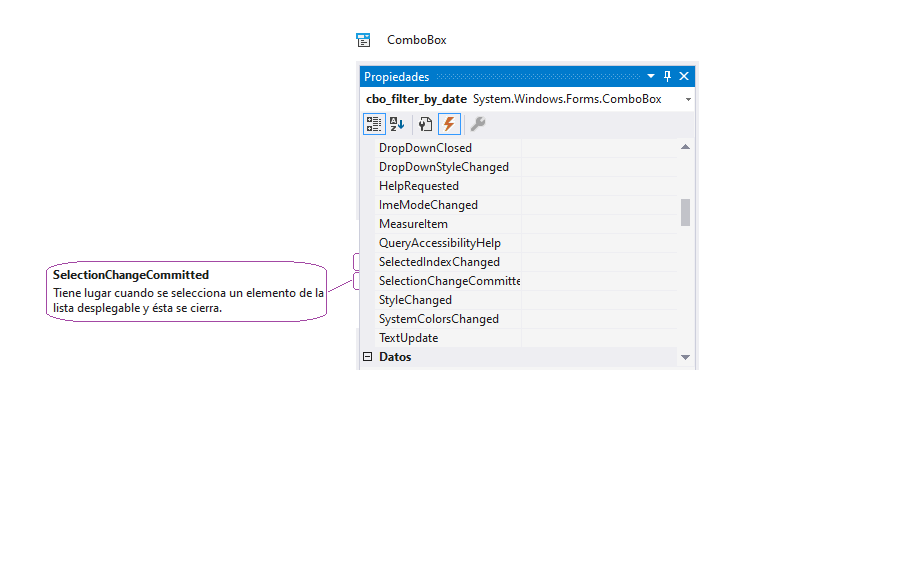 ComboBox
Propiedades
cbo_filter_by_date System.Windows.Forms.ComboBox
DropDownClosed
DropDownStyleChanged
HelpRequested
ImeModeChanged
MeasureItem
QueryAccessibilityHelp
SelectedIndexChanged
SelectionChangeCommitte
StyleChanged
SystemColorsChanged
TextUpdate
Datos
SelectionChangeCommitted
Tiene lugar cuando se selecciona un elemento de la
lista desplegable y ésta se cierra.